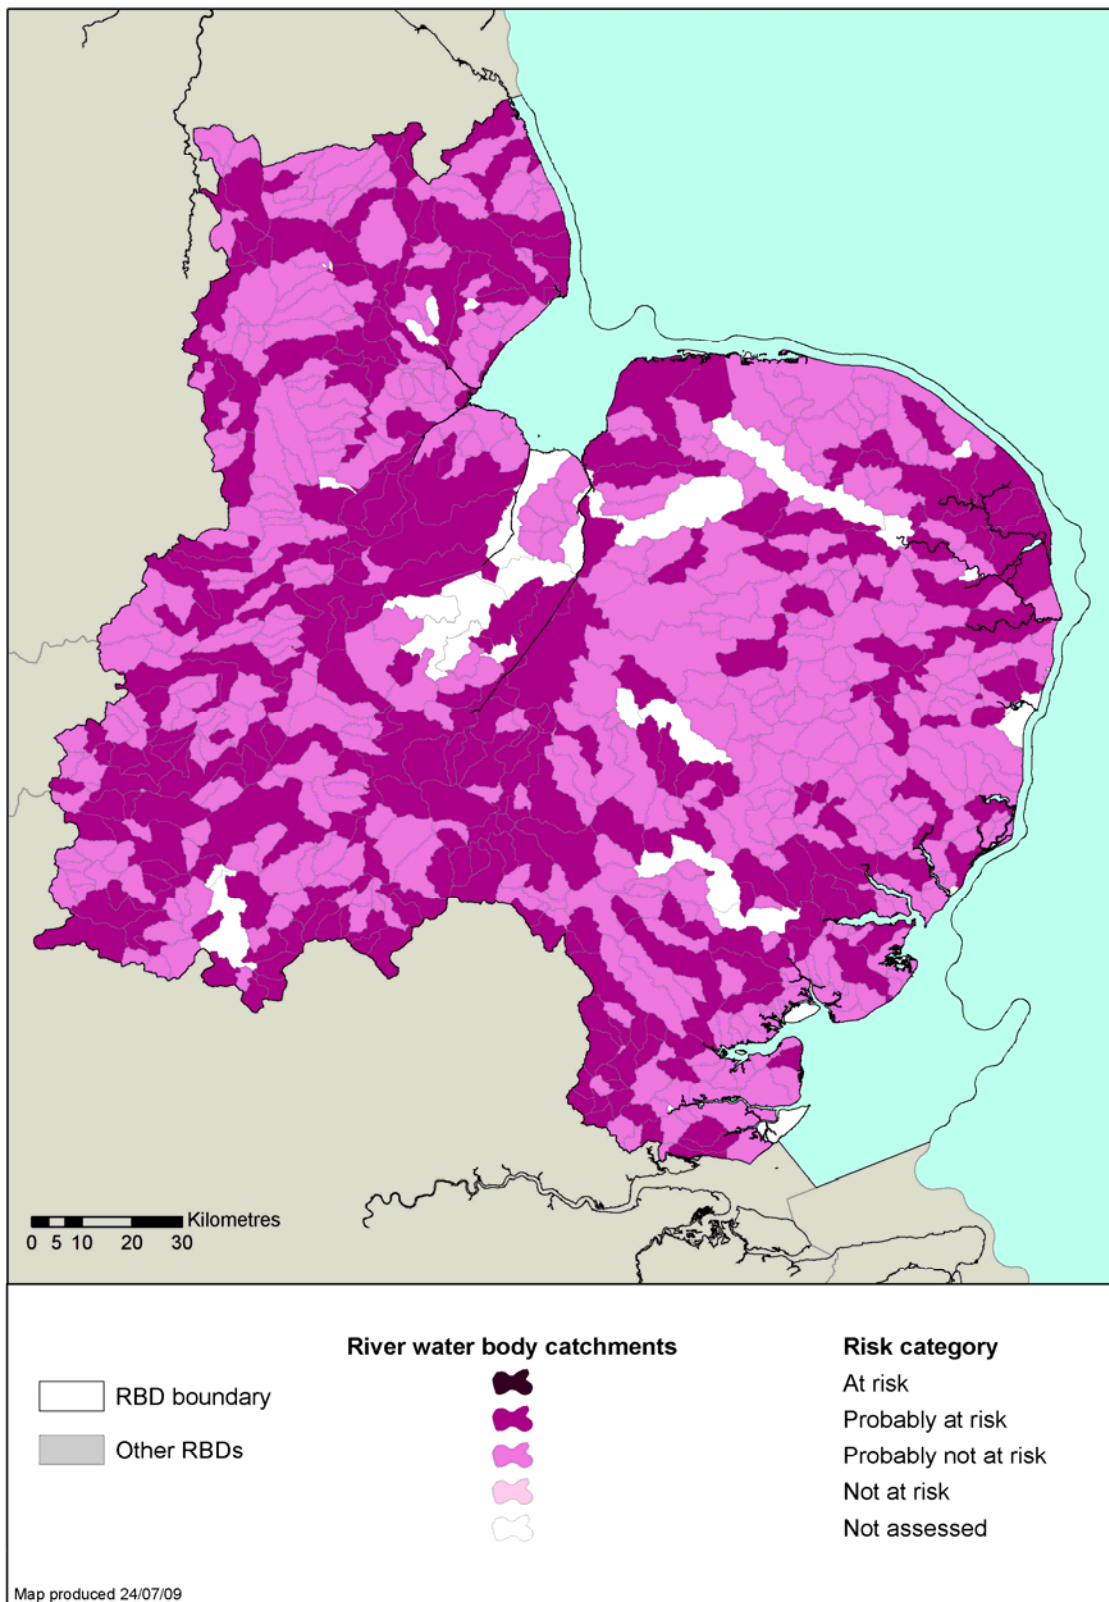 Kilometres
0 5 10 20 30
River water body catchments
Risk category
RBD boundary
Other RBDs
At risk
Probably at risk
Probably not at risk
Not at risk
Not assessed
Map produced 24/07/09